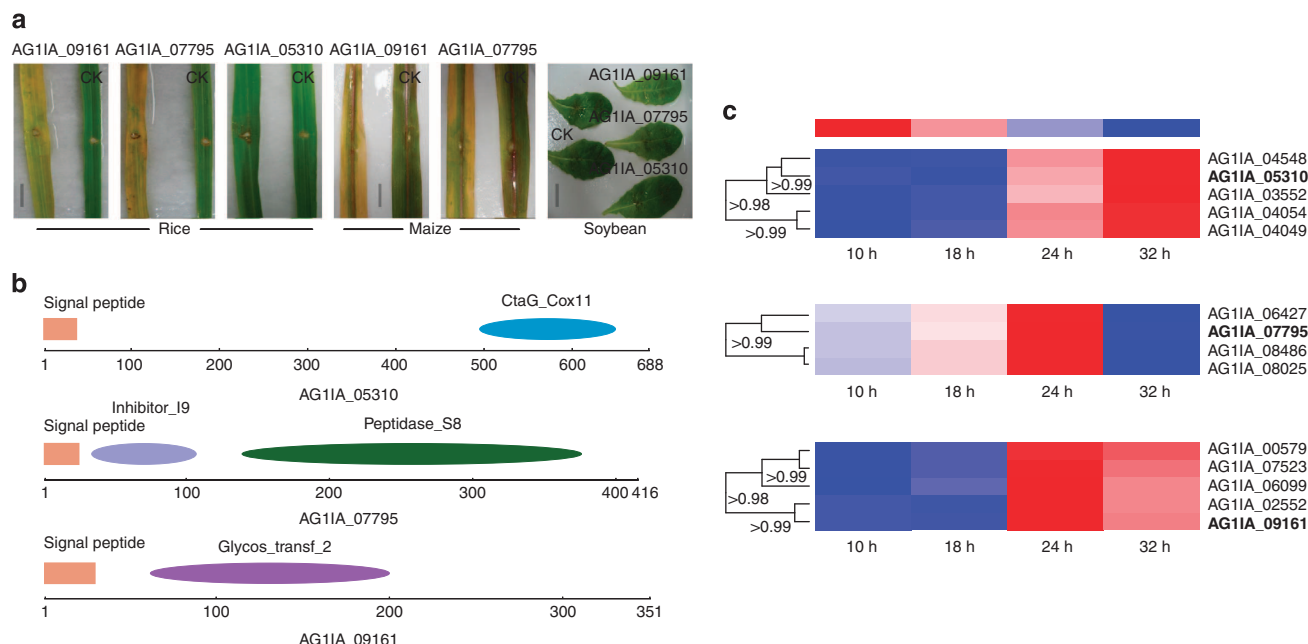 a
AG1IA_09161 AG1IA_07795 AG1IA_05310 AG1IA_09161 AG1IA_07795
CK CK CK CK CK
AG1IA_09161
AG1IA_07795
CK
AG1IA_05310
Rice Maize Soybean
b
Signal peptide CtaG_Cox11
1 100 200 300 400 500 600 688
AG1IA_05310
Inhibitor_I9
Signal peptide Peptidase_S8
1 100 200 300 400 416
AG1IA_07795
Signal peptide Glycos_transf_2
1 100 200 300 351
AG1IA_09161
c
AG1IA_04548
AG1IA_05310
>0.99
AG1IA_03552
>0.98
AG1IA_04054
>0.99
AG1IA_04049
10 h 18 h 24 h 32 h
AG1IA_06427
AG1IA_07795
>0.99
AG1IA_08486
AG1IA_08025
10 h 18 h 24 h 32 h
AG1IA_00579
AG1IA_07523
>0.99
AG1IA_06099
>0.98
AG1IA_02552
>0.99
AG1IA_09161
10 h 18 h 24 h 32 h